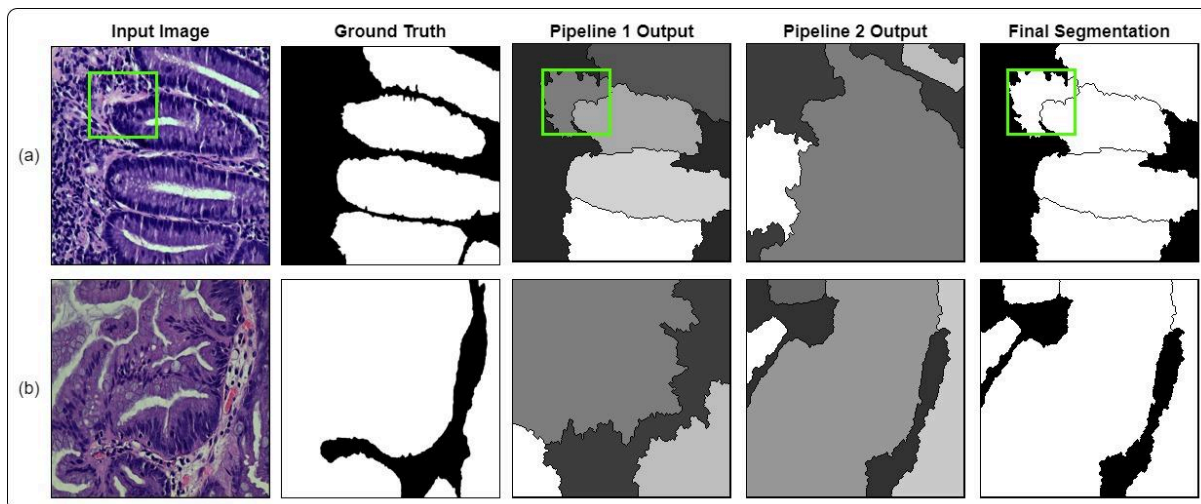 Input Image Ground Truth Pipeline 1 Output Pipeline 2 Output Final Segmentation
(a)
(b)